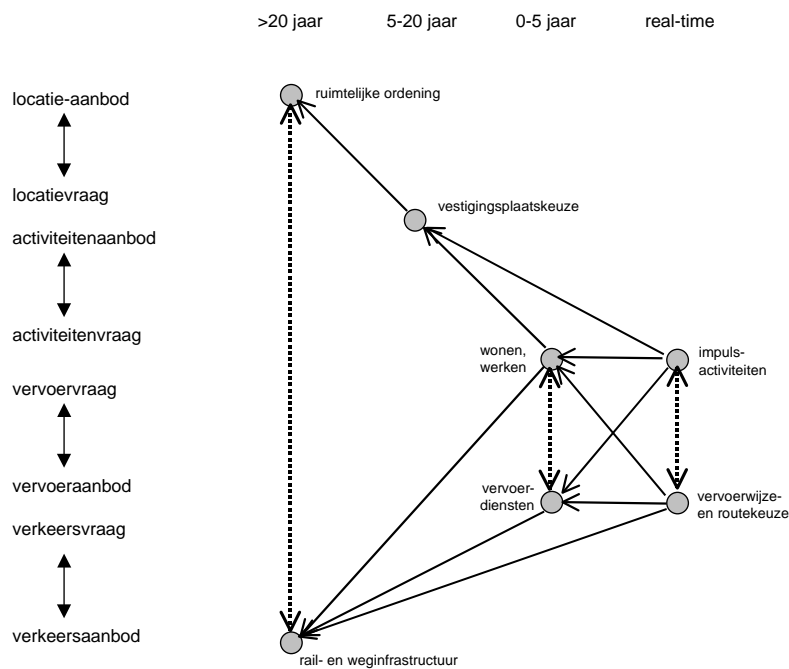 >20 jaar 5-20 jaar 0-5 jaar real-time
locatie-aanbod
ruimtelijke ordening
locatievraag
vestigingsplaatskeuze
activiteitenaanbod
activiteitenvraag
wonen,
werken
impuls-
activiteiten
vervoervraag
vervoeraanbod
vervoer-
diensten
vervoerwijze-
en routekeuze
verkeersvraag
verkeersaanbod
rail- en weginfrastructuur